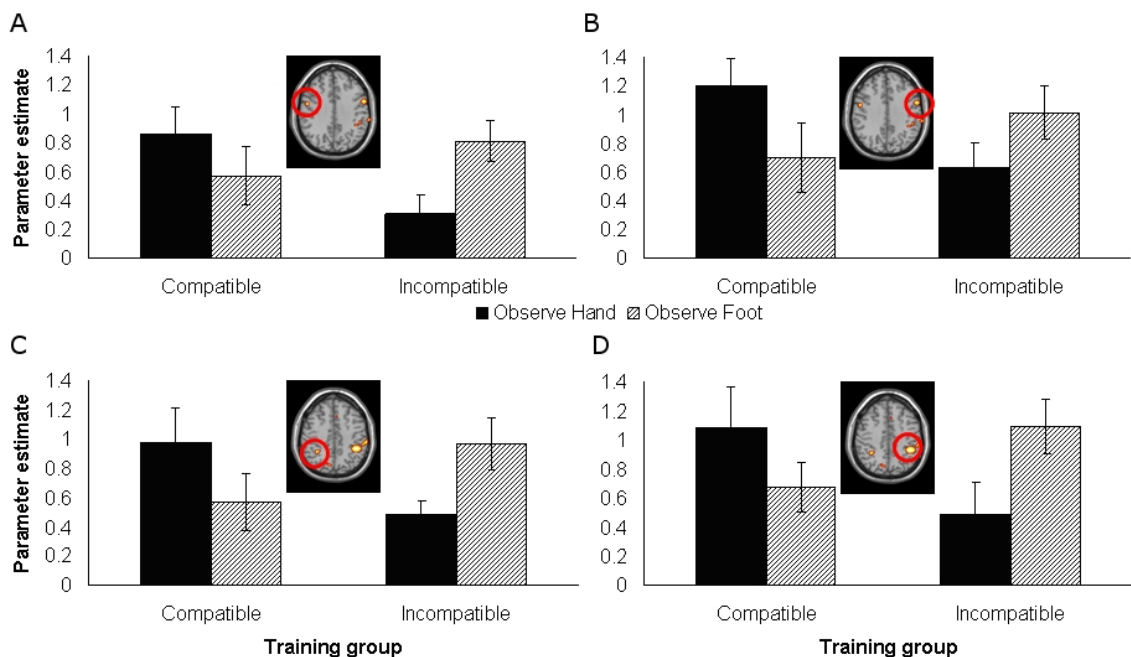 A
Parameter estimate
1.4
1.2
1
0.8
0.6
0.4
0.2
0
Compatible
Incompatible
B
1.4
1.2
1
0.8
0.6
0.4
0.2
0
Compatible
Incompatible
Observe Hand Observe Foot
C
Parameter estimate
1.4
1.2
1
0.8
0.6
0.4
0.2
0
Compatible
Incompatible
Training group
D
1.4
1.2
1
0.8
0.6
0.4
0.2
0
Compatible
Incompatible
Training group